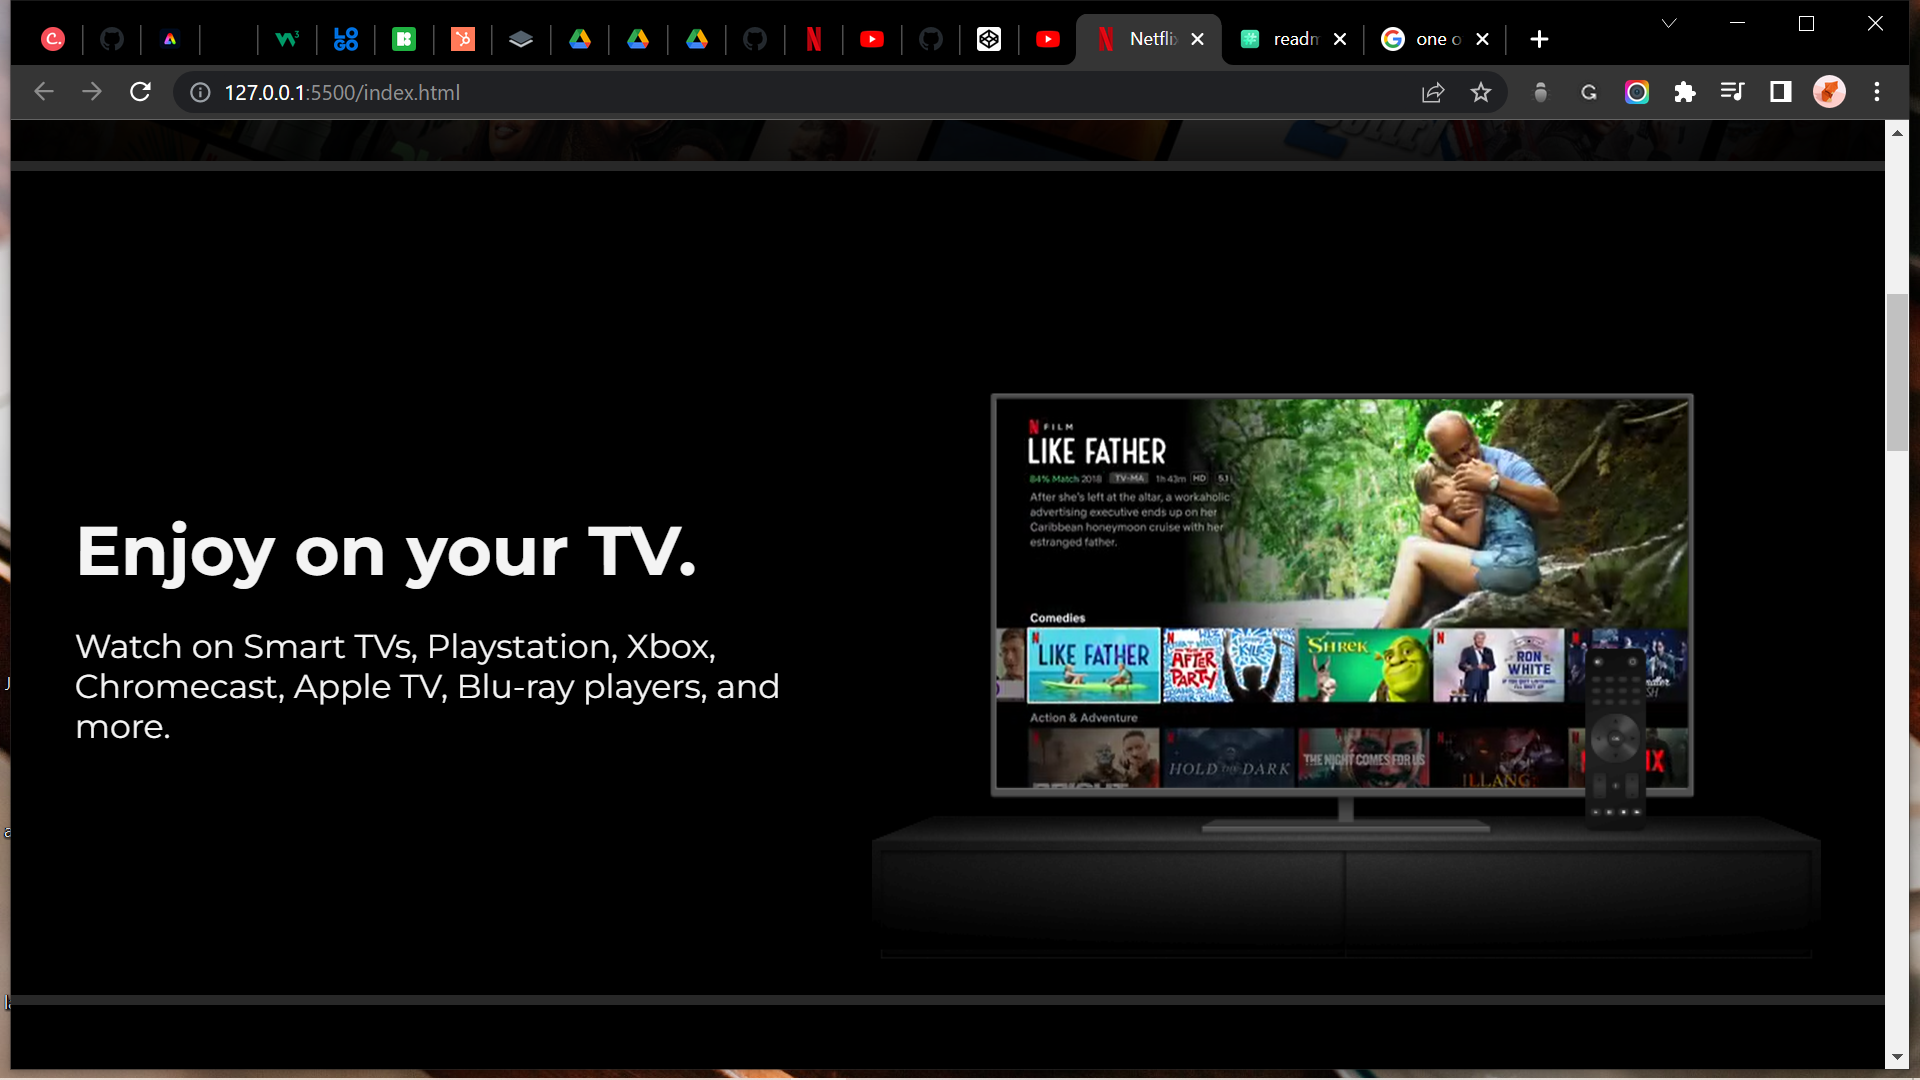 LO
GO
Netfli
readm
one o
127.0.0.1:5500/index.html
Enjoy on your TV.
Watch on Smart TVs, Playstation, Xbox,
Chromecast, Apple TV, Blu-ray players, and
more.
FILM
LIKE FATHER
84% Match 2018 TV-MA 1h 43m HD 5.1
After she's left at the altar, a workaholic
advertising executive ends up on her
Caribbean honeymoon cruise with her
estranged father.
Comedies
LIKE FATHER
AFTER
PARTY
SHREK
RON
WHITE
Action & Adventure
BRIGHT
HOLD THE DARK
THE NIGHT COMES FOR US
ILLANG